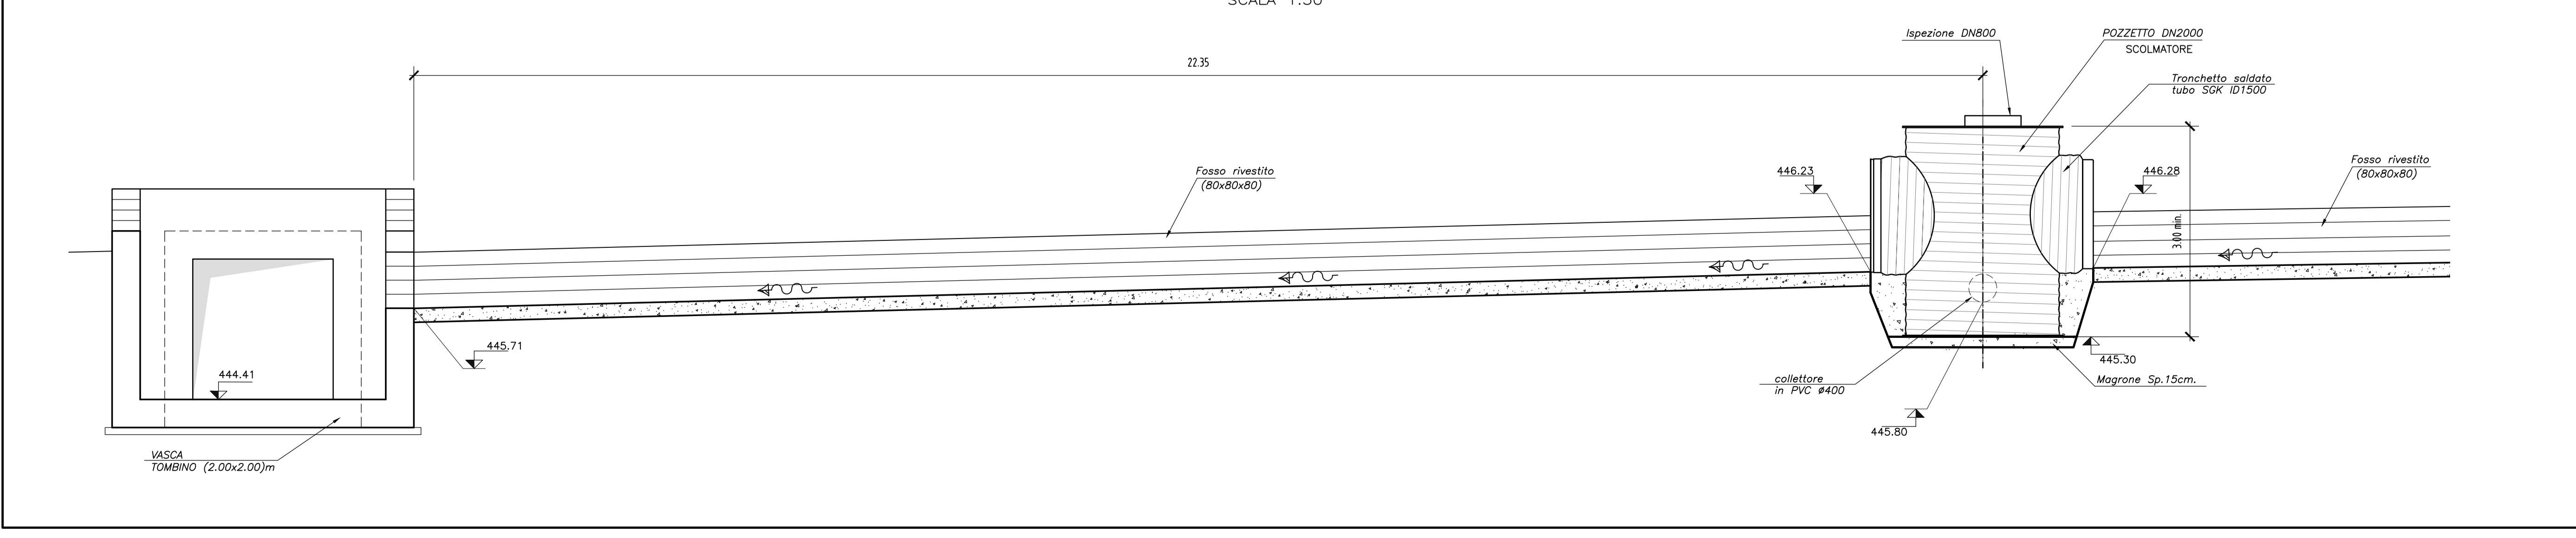 SCALA 1:50
Ispezione DN800
POZZETTO DN2000
SCOLMATORE
22.35
Tronchetto saldato
tubo SGK ID1500
Fosso rivestito
(80x80x80)
446.23
446.28
Fosso rivestito
(80x80x80)
3.00 min.
445.71
444.41
445.30
collettore
in PVC ø400
Magrone Sp.15cm.
445.80
VASCA
TOMBINO (2.00x2.00)m